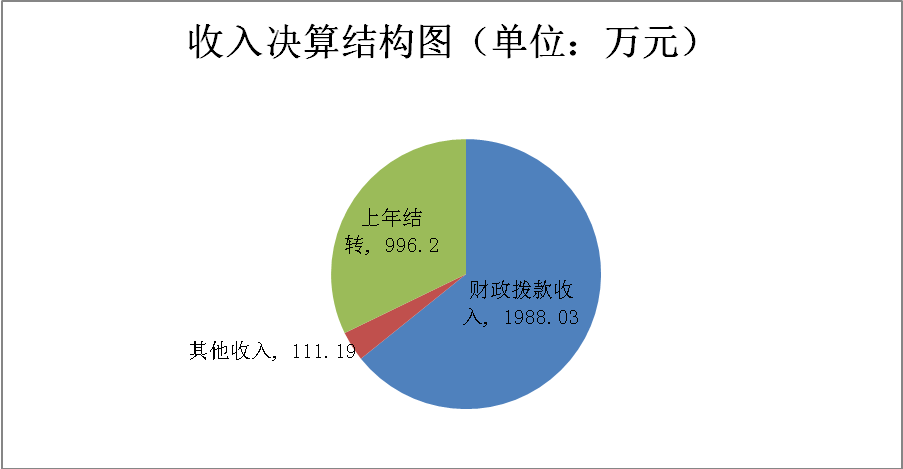 收入决算结构图（单位：万元）
上年结
转, 996.2
财政拨款收
入, 1988.03
其他收入, 111.19